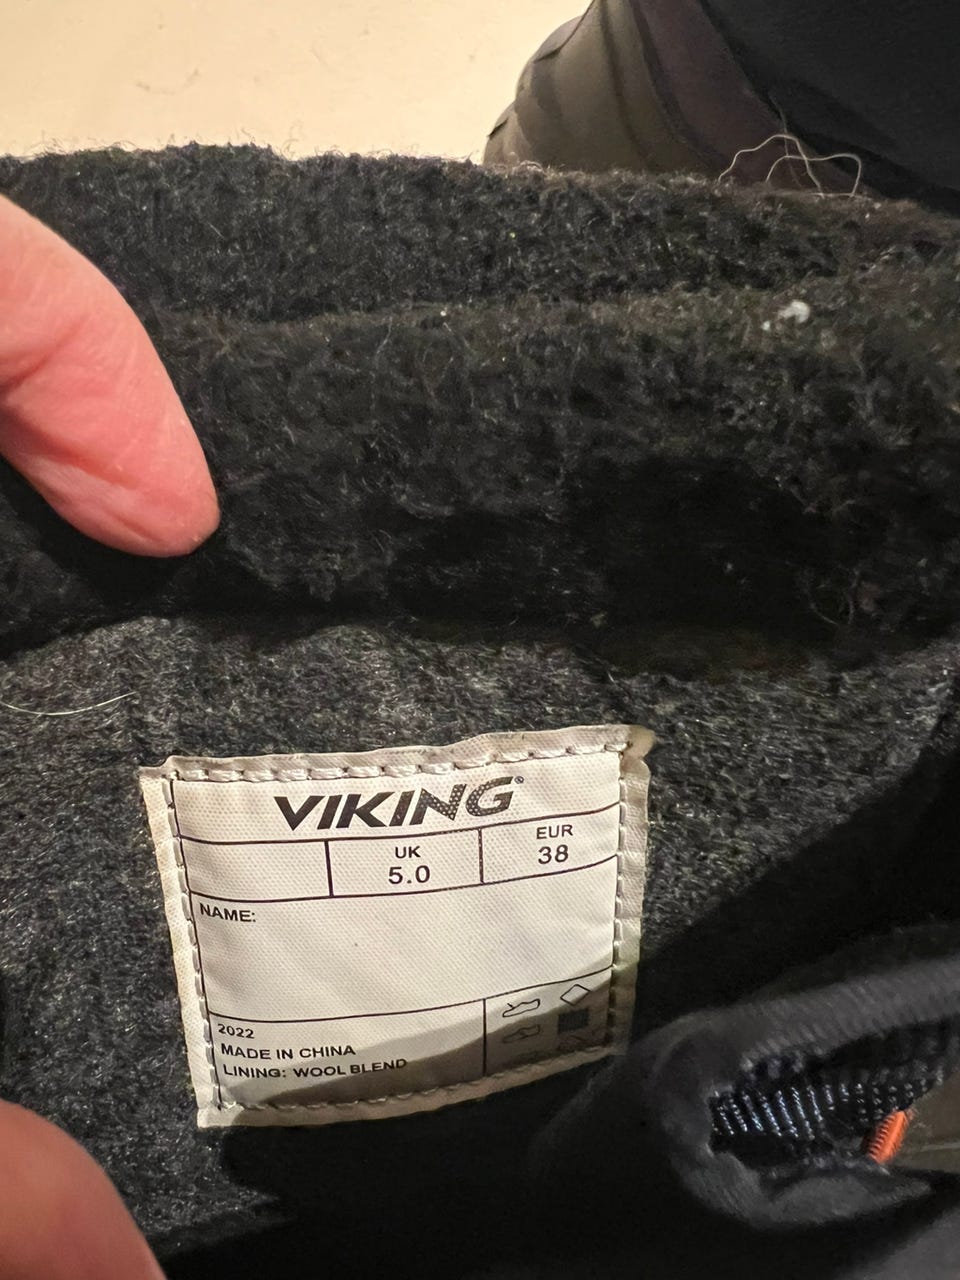 VIKING®
UK EUR
5.0 38
NAME:
2022
MADE IN CHINA
LINING: WOOL BLEND